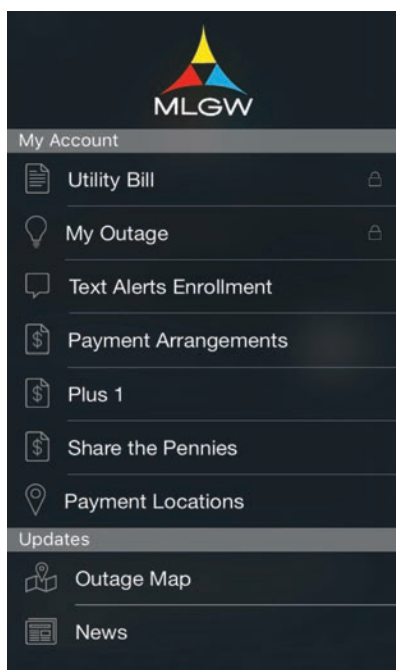 MLGW
My Account
Utility Bill
My Outage
Text Alerts Enrollment
Payment Arrangements
Plus 1
Share the Pennies
Payment Locations
Updates
Outage Map
News